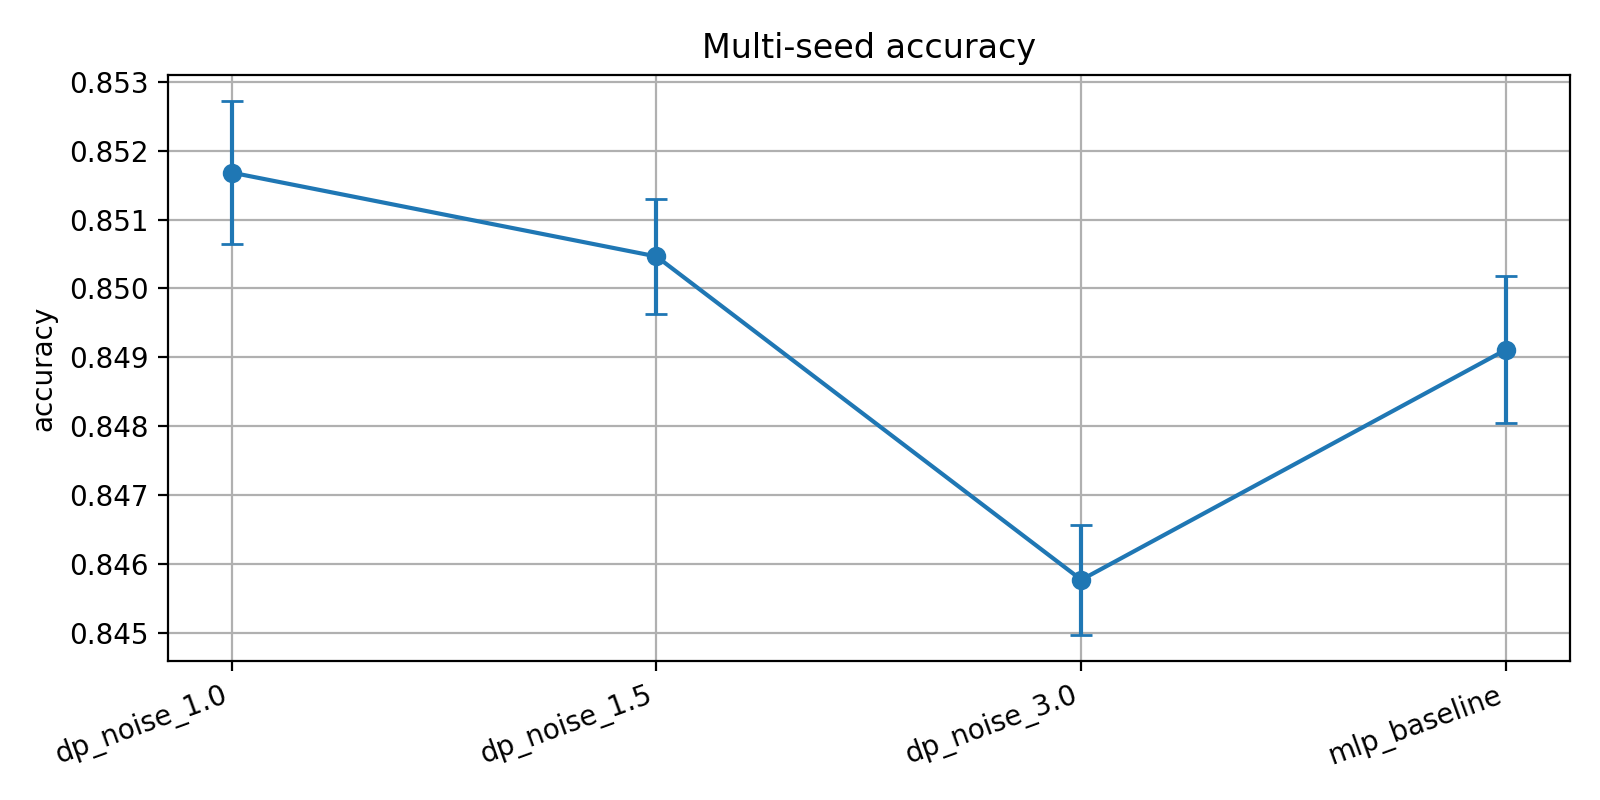 Multi-seed accuracy
accuracy
0.853
0.852
0.851
0.850
0.849
0.848
0.847
0.846
0.845
dp_noise_1.0
dp_noise_1.5
dp_noise_3.0
mlp_baseline